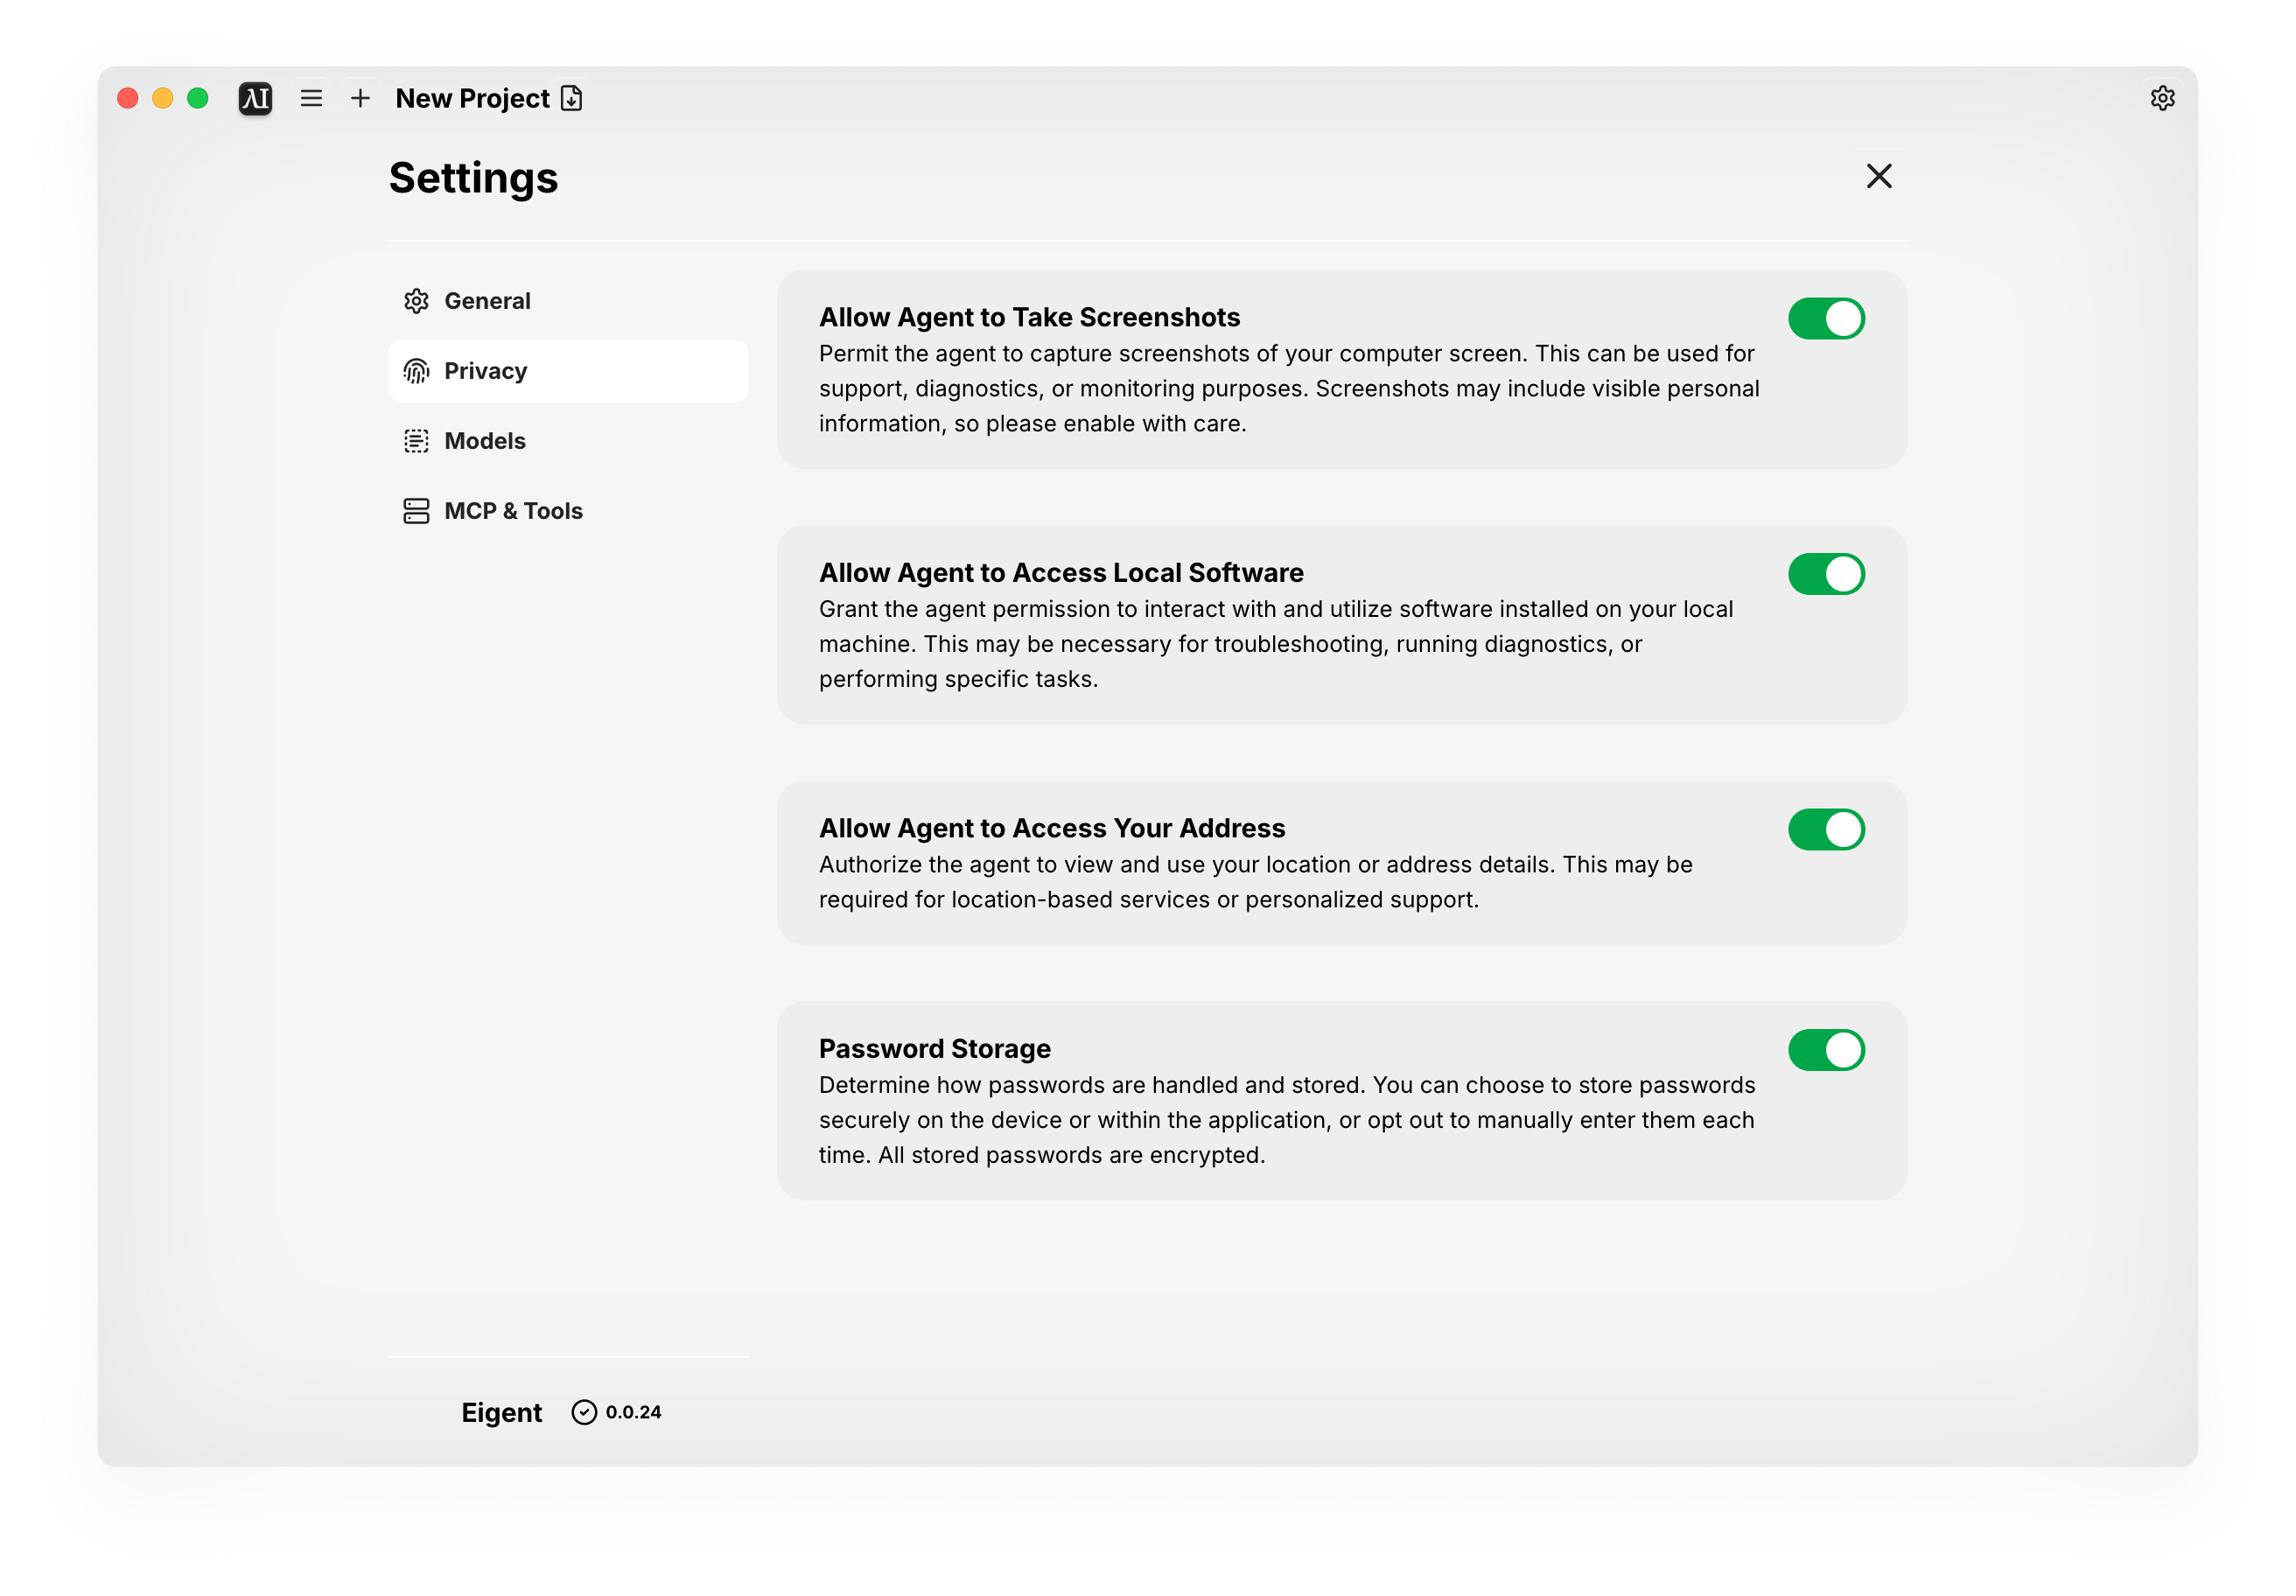 New Project
Settings
General
Privacy
Models
MCP & Tools
Allow Agent to Take Screenshots
Permit the agent to capture screenshots of your computer screen. This can be used for
support, diagnostics, or monitoring purposes. Screenshots may include visible personal
information, so please enable with care.
Allow Agent to Access Local Software
Grant the agent permission to interact with and utilize software installed on your local
machine. This may be necessary for troubleshooting, running diagnostics, or
performing specific tasks.
Allow Agent to Access Your Address
Authorize the agent to view and use your location or address details. This may be
required for location-based services or personalized support.
Password Storage
Determine how passwords are handled and stored. You can choose to store passwords
securely on the device or within the application, or opt out to manually enter them each
time. All stored passwords are encrypted.
Eigent 0.0.24